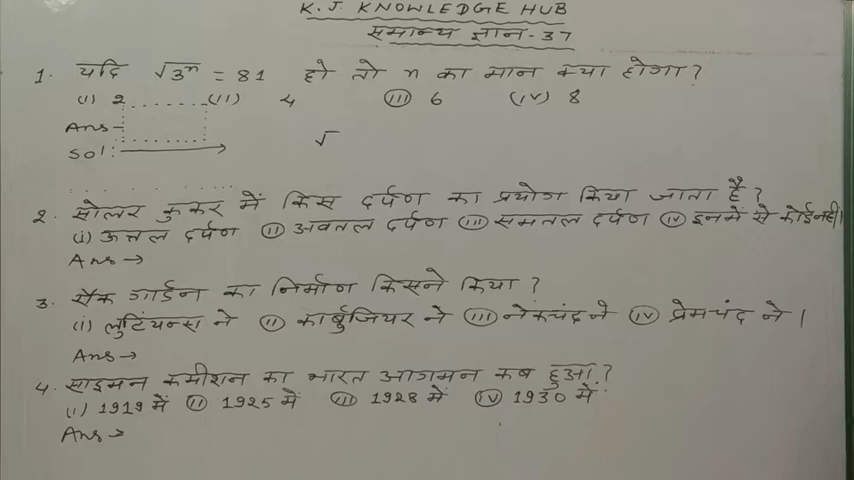 K.J KNOWLEDGE HUB
समान्य ज्ञान-37
1. यदि √3ⁿ = 81 हो तो n का मान क्या होगा?
(I) 2 (II) 4 (III) 6 (IV) 8
Ans-
Sol: √
2. सोलर कुकर में किस दर्पण का प्रयोग किया जाता है?
(i) उत्तल दर्पण (II) अवतल दर्पण (III) समतल दर्पण (IV) इनमें से कोई नहीं।
Ans→
3. रॉक गार्डन का निर्माण किसने किया?
(i) लुटियन्स ने (II) कार्बुजियर ने (III) नेकचंद ने (IV) प्रेमचंद ने।
Ans→
4. साइमन कमीशन का भारत आगमन कब हुआ?
(i) 1919 में (II) 1925 में (III) 1928 में (IV) 1930 में
Ans→